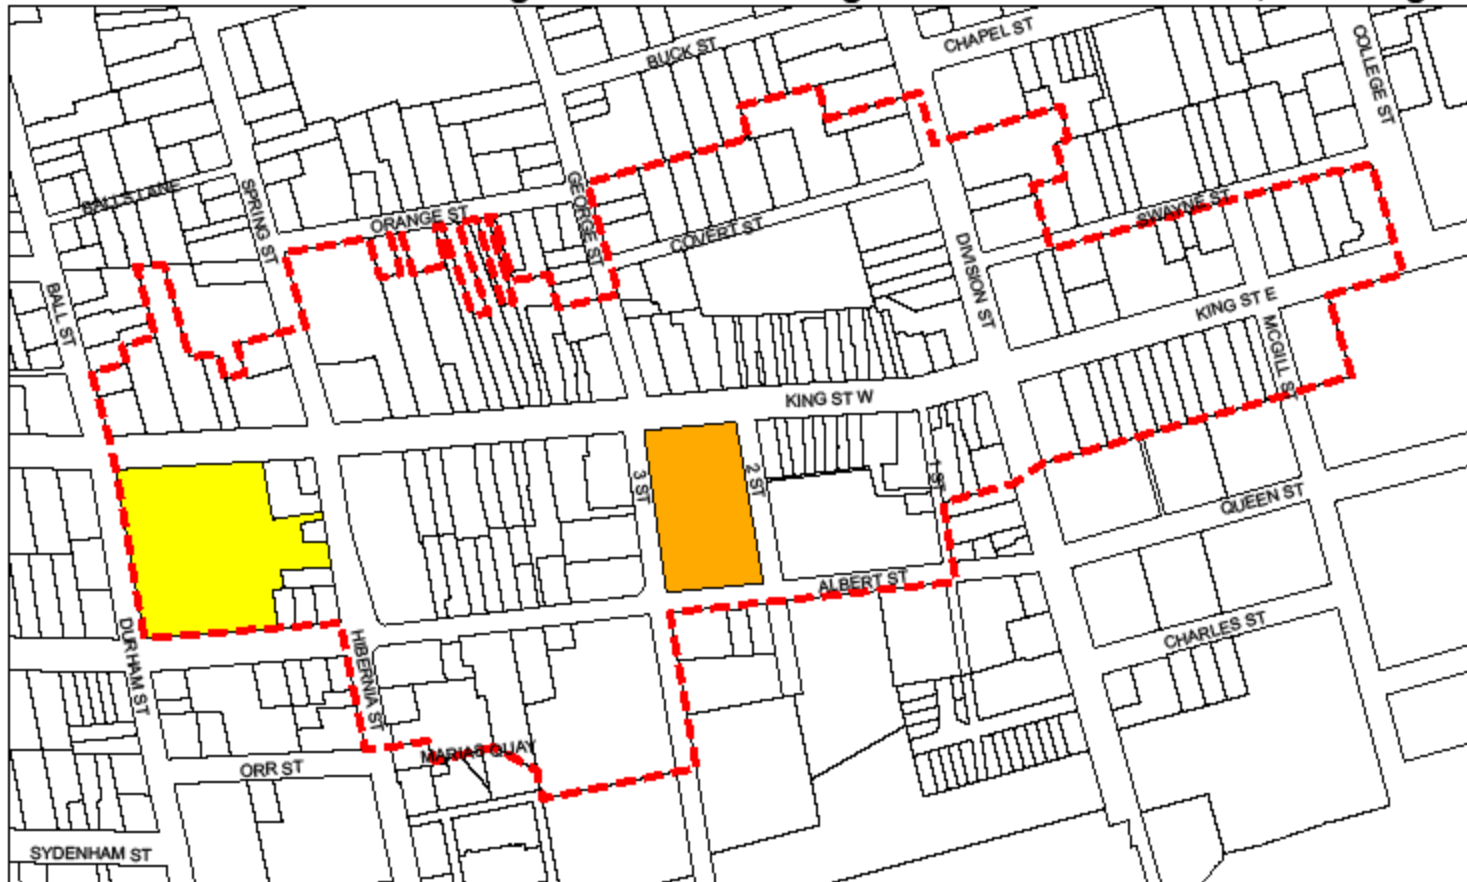 BUCK ST
CHAPEL ST
COLLEGE ST
BALLS LANE
SPRING ST
ORANGE ST
GEORGE ST
COVERT ST
SWAYNE ST
DIVISION ST
BALL ST
KING ST E
MCGILL ST
KING ST W
3 ST
2 ST
1 ST
QUEEN ST
ALBERT ST
DURHAM ST
HIBERNIA ST
CHARLES ST
MARIAS QUAY
ORR ST
SYDENHAM ST